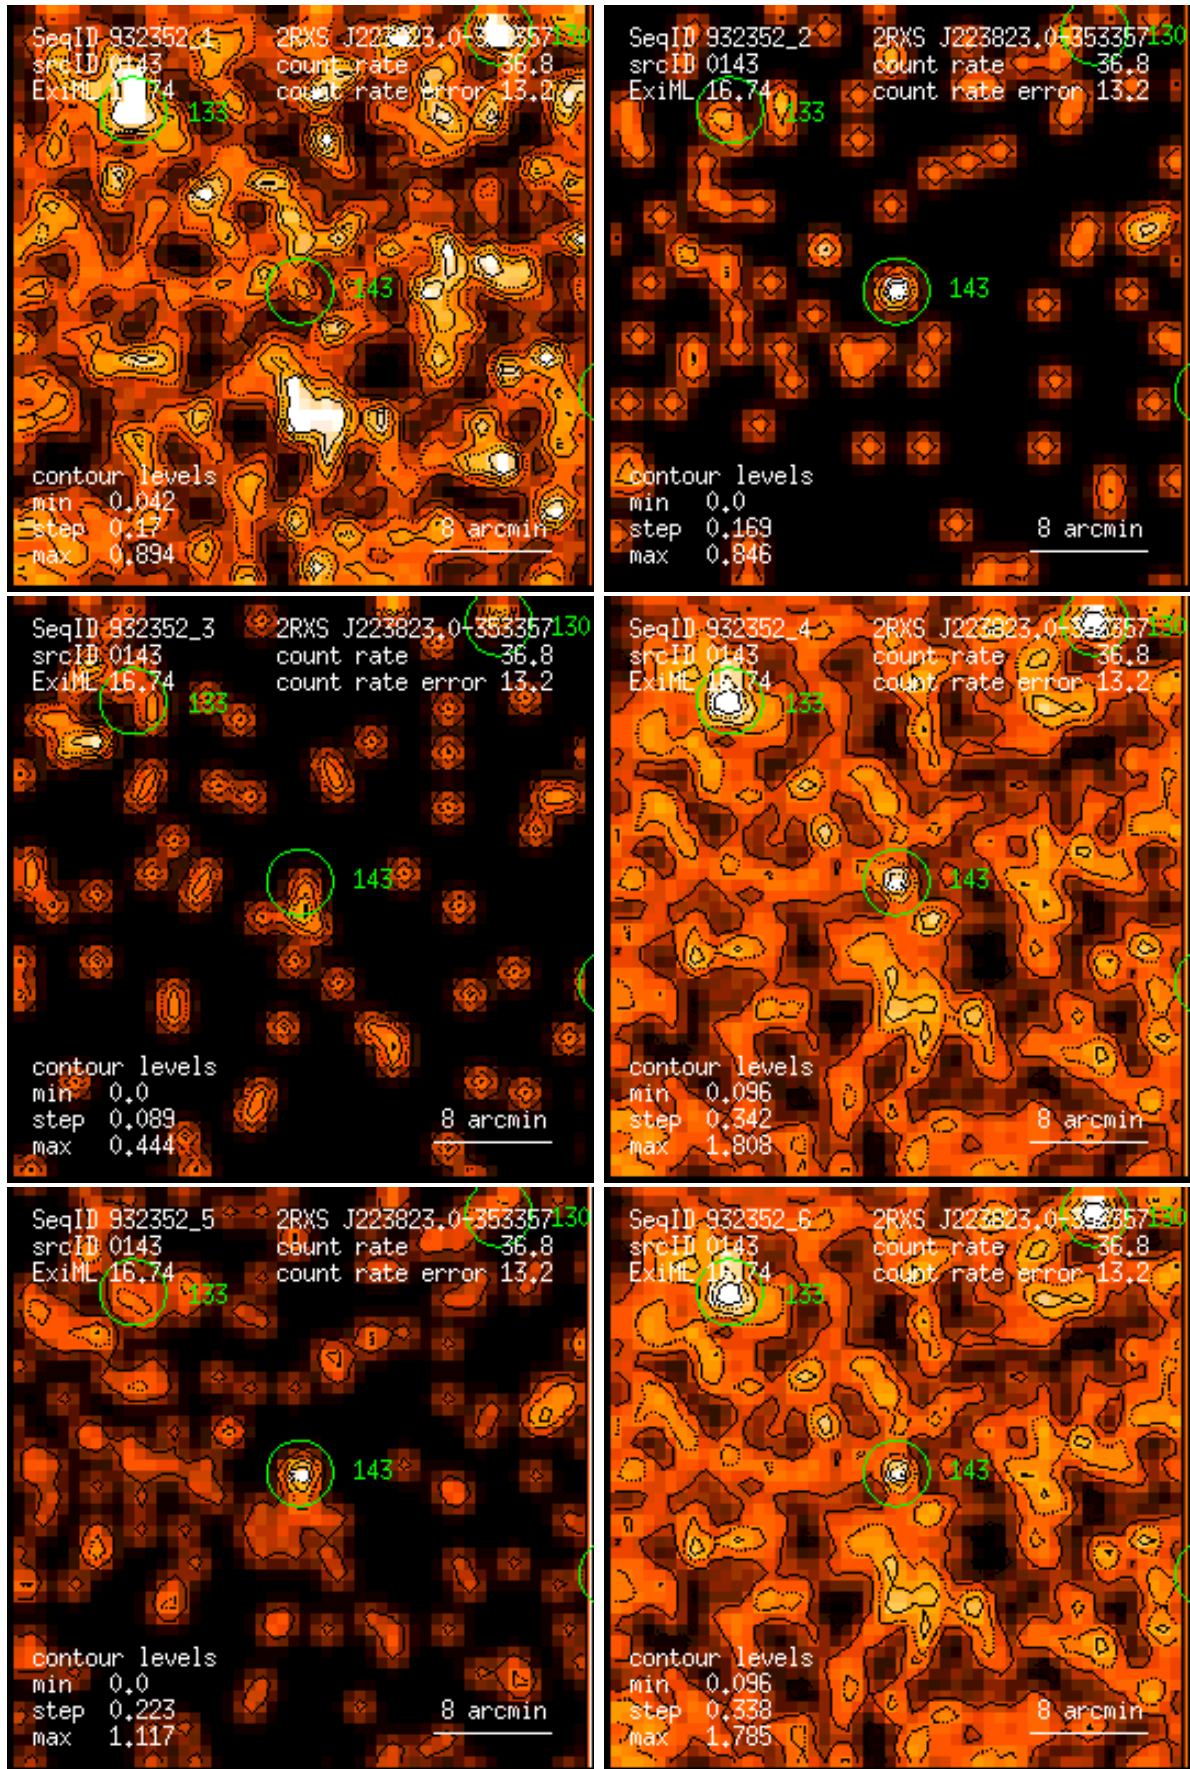 SeqID 932352_1 2RXS J223823.0-353357 130
srcID 0143 count rate 36.8
ExiML 16.74 count rate error 13.2
133
143
contour levels
min 0.042
step 0.17
max 0.894
8 arcmin
SeqID 932352_2 2RXS J223823.0-353357 130
srcID 0143 count rate 36.8
ExiML 16.74 count rate error 13.2
133
143
contour levels
min 0.0
step 0.169
max 0.846
8 arcmin
SeqID 932352_3 2RXS J223823.0-353357 130
srcID 0143 count rate 36.8
ExiML 16.74 count rate error 13.2
133
143
contour levels
min 0.0
step 0.089
max 0.444
8 arcmin
SeqID 932352_4 2RXS J223823.0-353357 130
srcID 0143 count rate 36.8
ExiML 16.74 count rate error 13.2
133
143
contour levels
min 0.096
step 0.342
max 1.808
8 arcmin
SeqID 932352_5 2RXS J223823.0-353357 130
srcID 0143 count rate 36.8
ExiML 16.74 count rate error 13.2
133
143
contour levels
min 0.0
step 0.223
max 1.117
8 arcmin
SeqID 932352_6 2RXS J223823.0-353357 130
srcID 0143 count rate 36.8
ExiML 16.74 count rate error 13.2
133
143
contour levels
min 0.096
step 0.338
max 1.785
8 arcmin